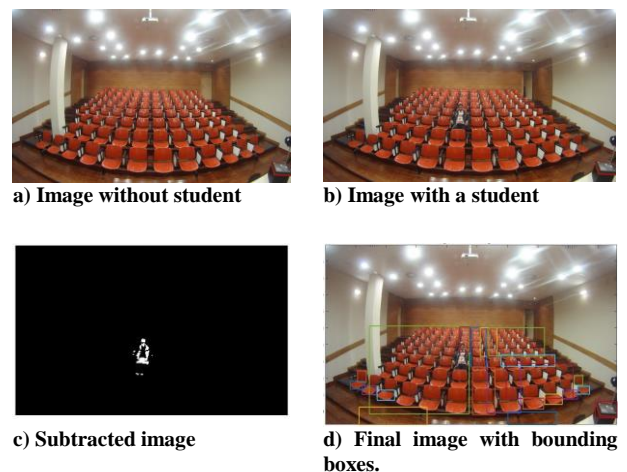 a) Image without student
b) Image with a student
c) Subtracted image
d) Final image with bounding
boxes.